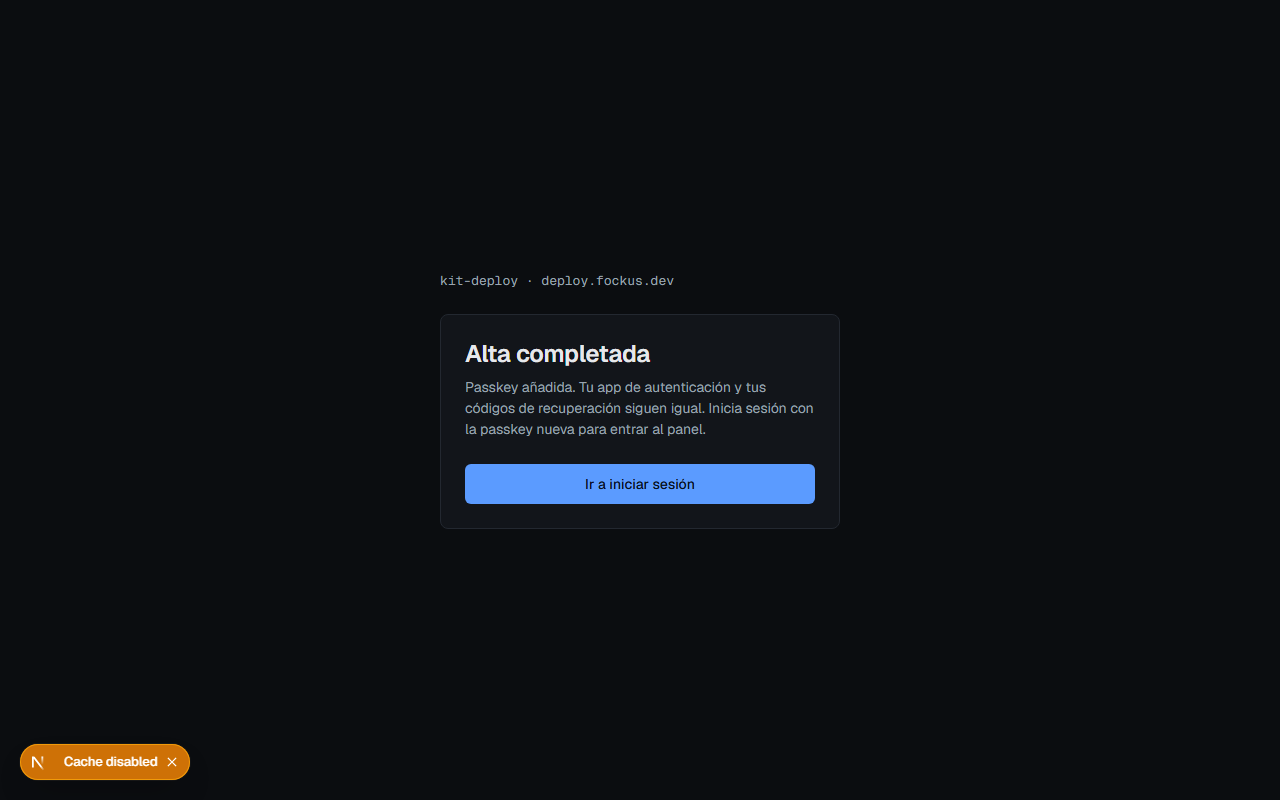 kit-deploy · deploy.fockus.dev
Alta completada
Passkey añadida. Tu app de autenticación y tus
códigos de recuperación siguen igual. Inicia sesión con
la passkey nueva para entrar al panel.
Ir a iniciar sesión
Cache disabled